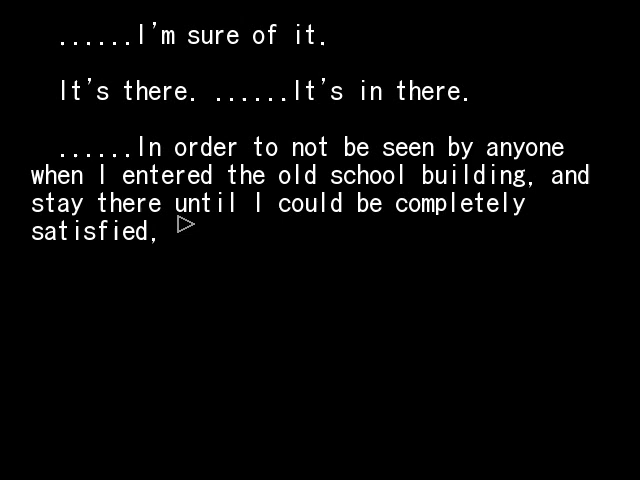 ......I'm sure of it.
It's there. ......It's in there.
......In order to not be seen by anyone
when I entered the old school building, and
stay there until I could be completely
satisfied,